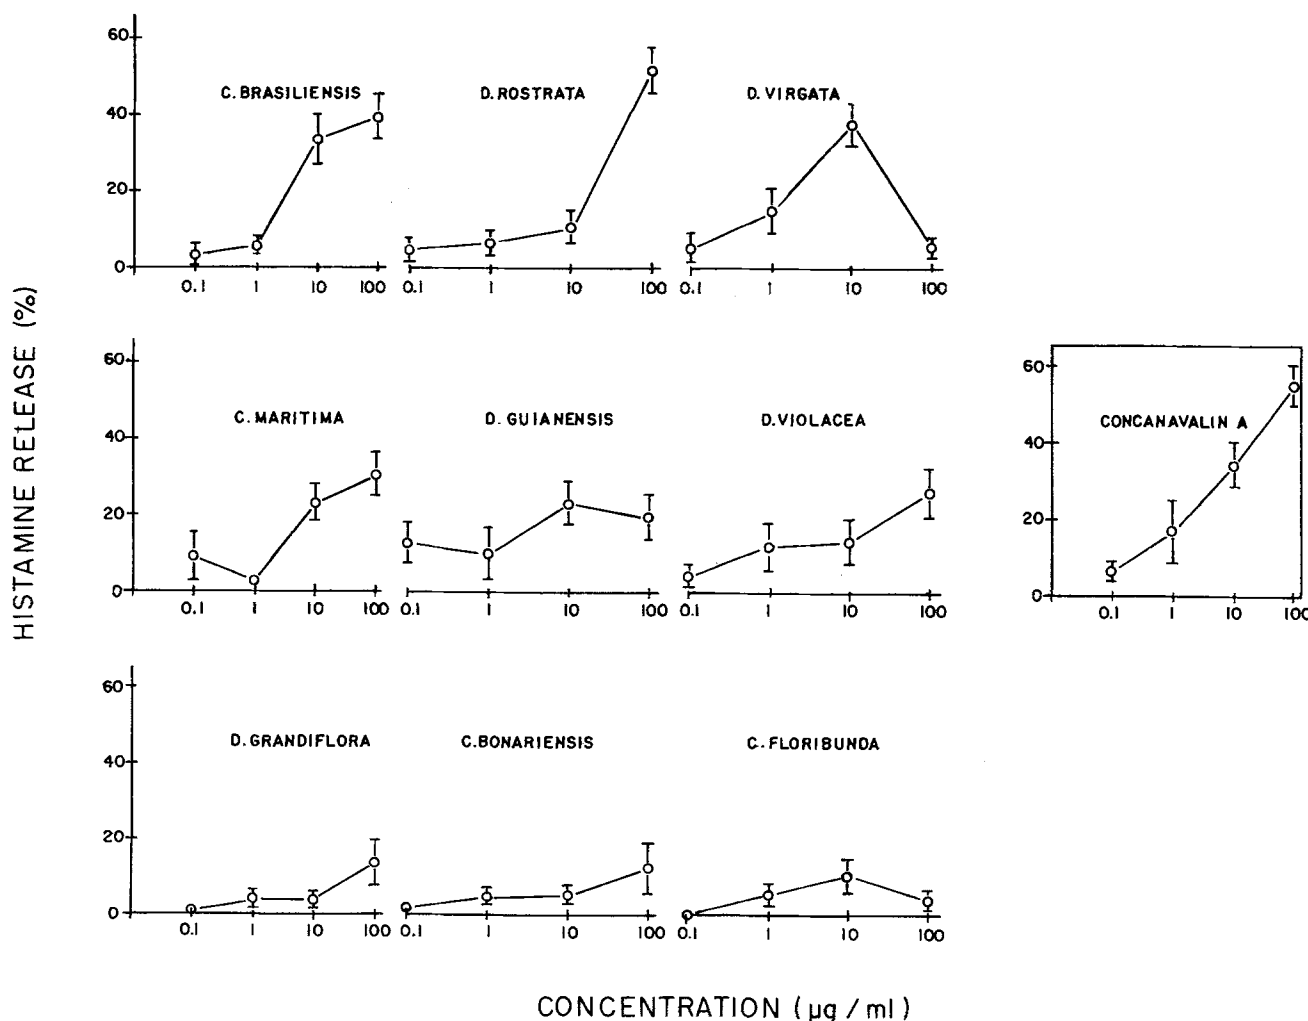 HISTAMINE RELEASE (%)
60
40
20
0
C. BRASILIENSIS
0.1 1 10 100
D. ROSTRATA
0.1 1 10 100
D. VIRGATA
0.1 1 10 100
60
40
20
0
C. MARITIMA
0.1 1 10 100
D. GUIANENSIS
0.1 1 10 100
D. VIOLACEA
0.1 1 10 100
60
40
20
0
CONCANAVALIN A
0.1 1 10 100
60
40
20
0
D. GRANDIFLORA
0.1 1 10 100
C. BONARIENSIS
0.1 1 10 100
C. FLORIBUNDA
0.1 1 10 100
CONCENTRATION (µg / ml)